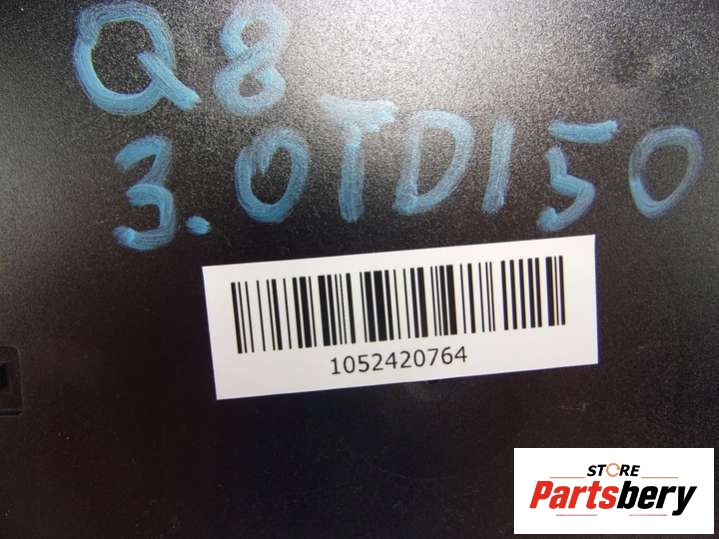 Q8
3.0TDI50
1052420764
STORE
Partsbery